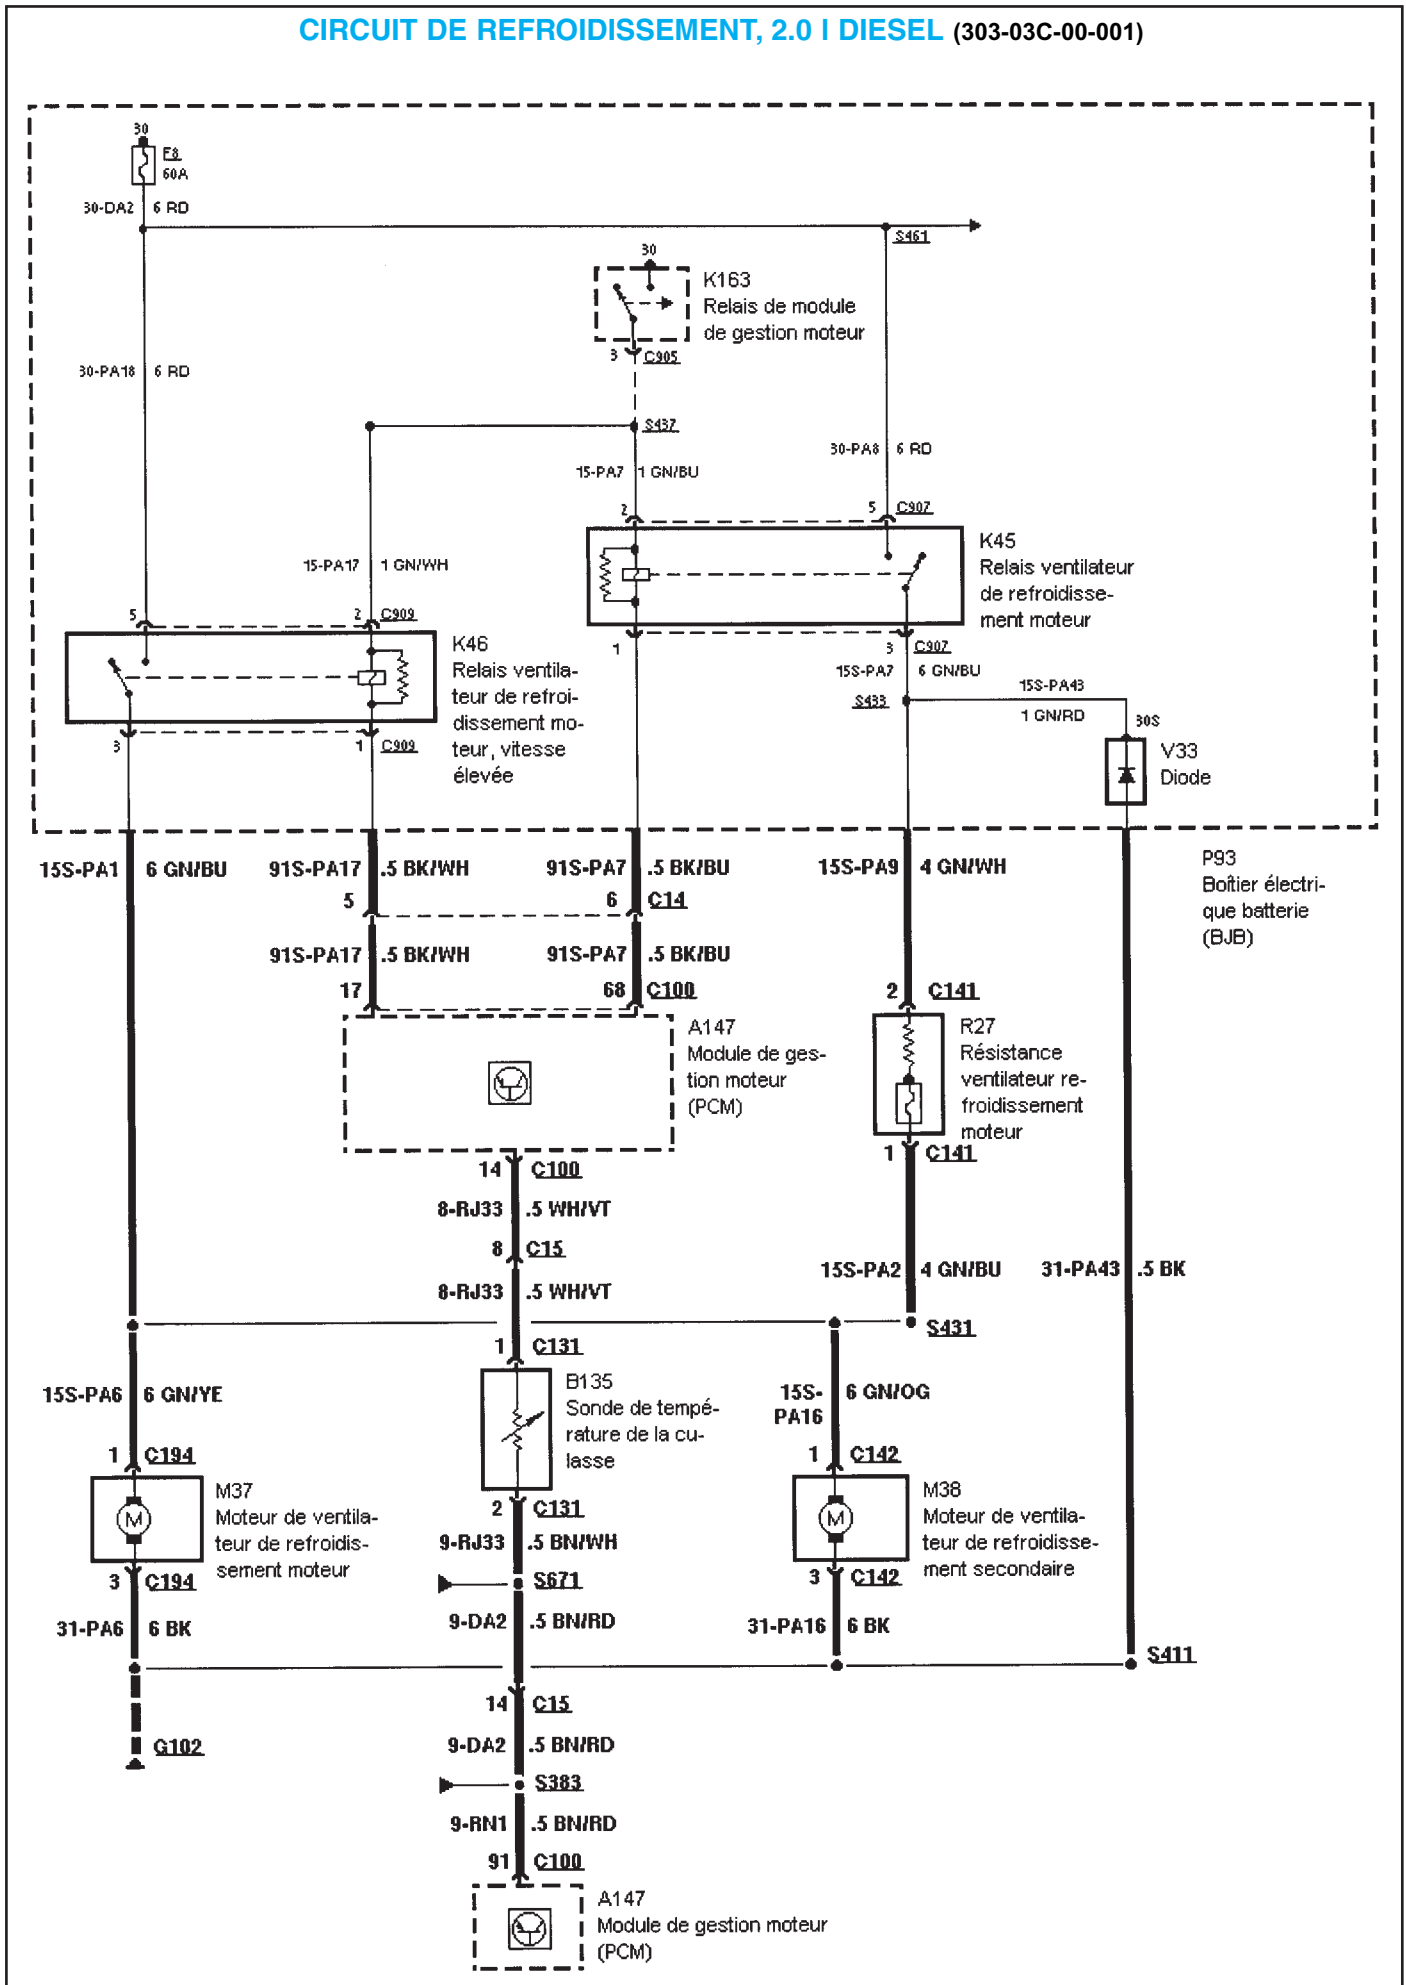 CIRCUIT DE REFROIDISSEMENT, 2.0 l DIESEL (303-03C-00-001)
30
F8
60A
30-DA2 6 RD
S461
30
K163
Relais de module
de gestion moteur
3 C905
30-PA18 6 RD
S437
30-PA8 6 RD
15-PA7 1 GN/BU
2
5 C907
K45
Relais ventilateur
de refroidisse-
ment moteur
15-PA17 1 GN/WH
5
2 C909
K46
Relais ventila-
teur de refroi-
dissement mo-
teur, vitesse
élevée
1
3 C907
15S-PA7 6 GN/BU
S433
15S-PA43
1 GN/RD
30S
V33
Diode
3
1 C909
15S-PA1 6 GN/BU
91S-PA17 .5 BK/WH
91S-PA7 .5 BK/BU
15S-PA9 4 GN/WH
P93
Boîtier électri-
que batterie
(BJB)
5
6 C14
91S-PA17 .5 BK/WH
91S-PA7 .5 BK/BU
17
68 C100
2 C141
A147
Module de ges-
tion moteur
(PCM)
R27
Résistance
ventilateur re-
froidissement
moteur
14 C100
1 C141
8-RJ33 .5 WH/VT
8 C15
8-RJ33 .5 WH/VT
15S-PA2 4 GN/BU
31-PA43 .5 BK
S431
1 C131
B135
Sonde de tempé-
rature de la cu-
lasse
15S-PA6 6 GN/YE
15S-
PA16
6 GN/OG
1 C194
1 C142
M37
Moteur de ventila-
teur de refroidis-
sement moteur
M
M38
Moteur de ventila-
teur de refroidisse-
ment secondaire
M
2 C131
9-RJ33 .5 BN/WH
3 C194
S671
3 C142
31-PA6 6 BK
9-DA2 .5 BN/RD
31-PA16 6 BK
S411
14 C15
G102
9-DA2 .5 BN/RD
S383
9-RN1 .5 BN/RD
91 C100
A147
Module de gestion moteur
(PCM)